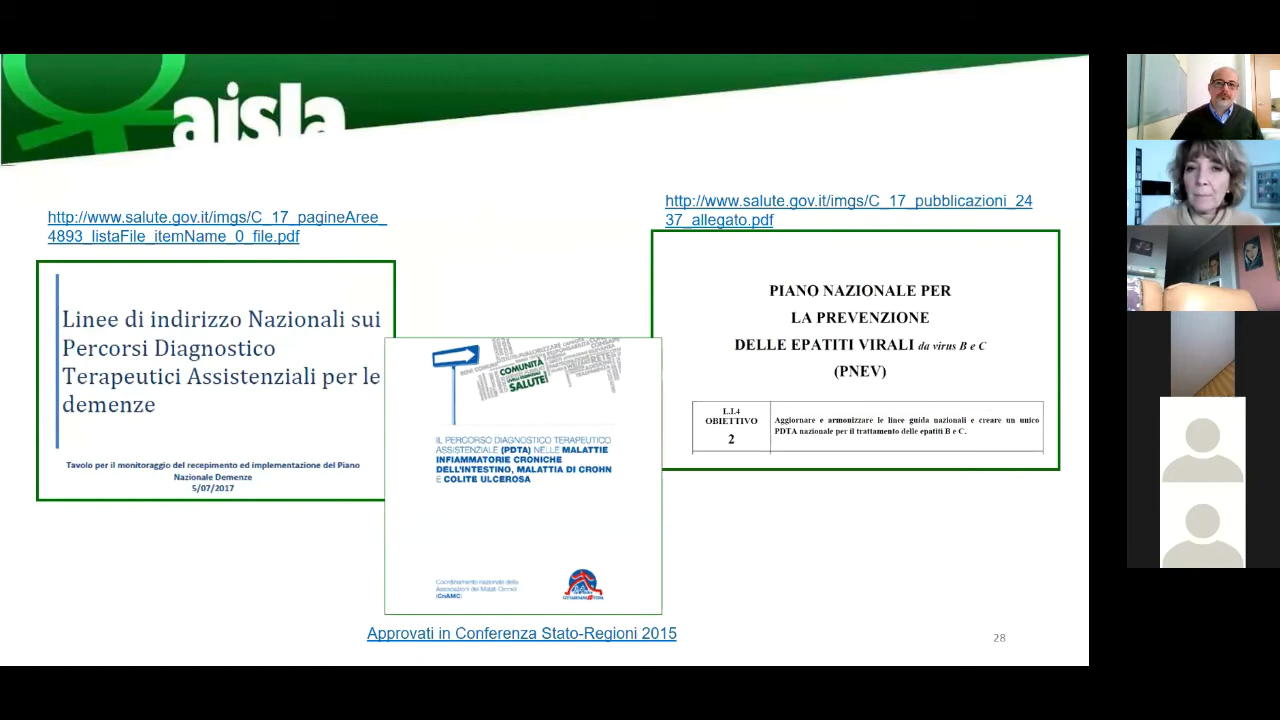 aisla
http://www.salute.gov.it/imgs/C_17_pagineAree_
4893_listaFile_itemName_0_file.pdf
http://www.salute.gov.it/imgs/C_17_pubblicazioni_24
37_allegato.pdf
Linee di indirizzo Nazionali sui
Percorsi Diagnostico
Terapeutici Assistenziali per le
demenze
Tavolo per il monitoraggio del recepimento ed implementazione del Piano
Nazionale Demenze
5/07/2017
COMUNITÀ
SALUTE
IL PERCORSO DIAGNOSTICO TERAPEUTICO
ASSISTENZIALE (PDTA) NELLE MALATTIE
INFIAMMATORIE CRONICHE
DELL'INTESTINO, MALATTIA DI CROHN
E COLITE ULCEROSA
Coordinamento nazionale delle
Associazioni dei Malati Cronici
(CnAMC)
CITTADINANZATTIVA
PIANO NAZIONALE PER
LA PREVENZIONE
DELLE EPATITI VIRALI da virus B e C
(PNEV)
L.I.4
OBIETTIVO
2
Aggiornare e armonizzare le linee guida nazionali e creare un unico
PDTA nazionale per il trattamento delle epatiti B e C.
Approvati in Conferenza Stato-Regioni 2015
28